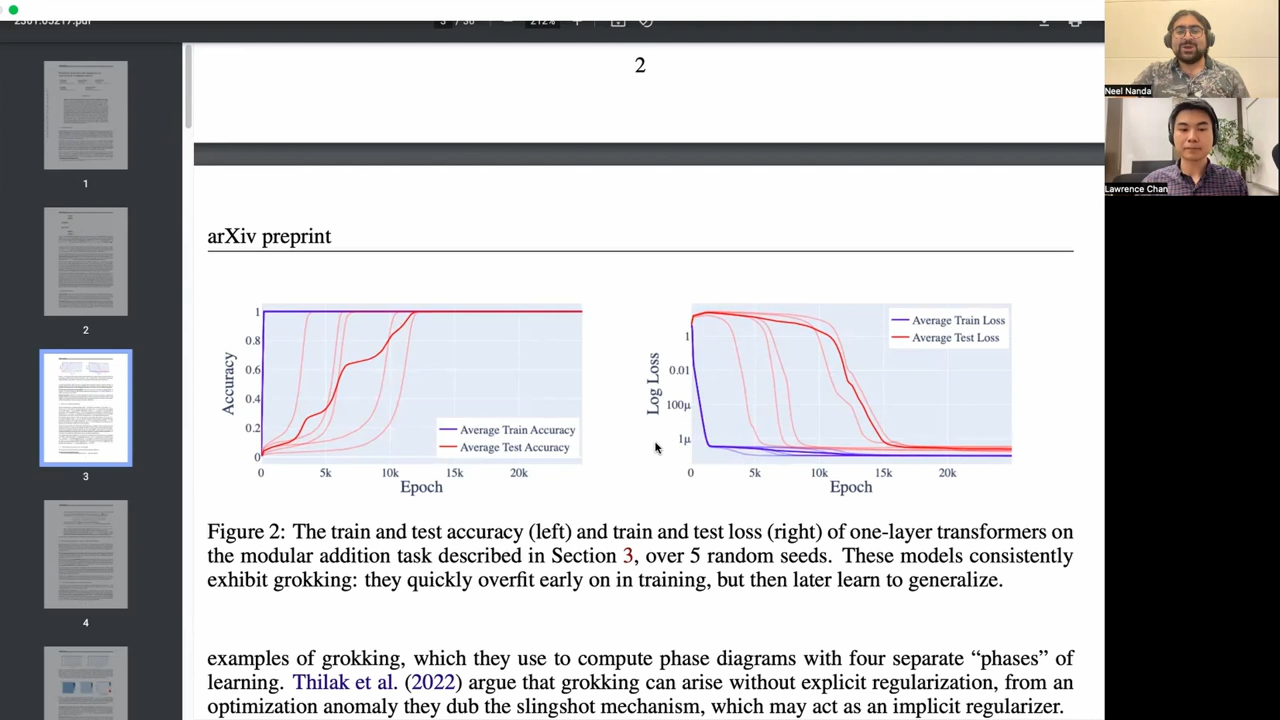 2301.05217.pdf
3 / 36
212%
Neel Nanda
Lawrence Chan
1
2
3
4
2
arXiv preprint
1
0.8
0.6
0.4
0.2
0
0
5k
10k
15k
20k
Accuracy
Epoch
Average Train Accuracy
Average Test Accuracy
1
0.01
100μ
1μ
0
5k
10k
15k
20k
Log Loss
Epoch
Average Train Loss
Average Test Loss
Figure 2: The train and test accuracy (left) and train and test loss (right) of one-layer transformers on
the modular addition task described in Section 3, over 5 random seeds. These models consistently
exhibit grokking: they quickly overfit early on in training, but then later learn to generalize.
examples of grokking, which they use to compute phase diagrams with four separate “phases” of
learning. Thilak et al. (2022) argue that grokking can arise without explicit regularization, from an
optimization anomaly they dub the slingshot mechanism, which may act as an implicit regularizer.